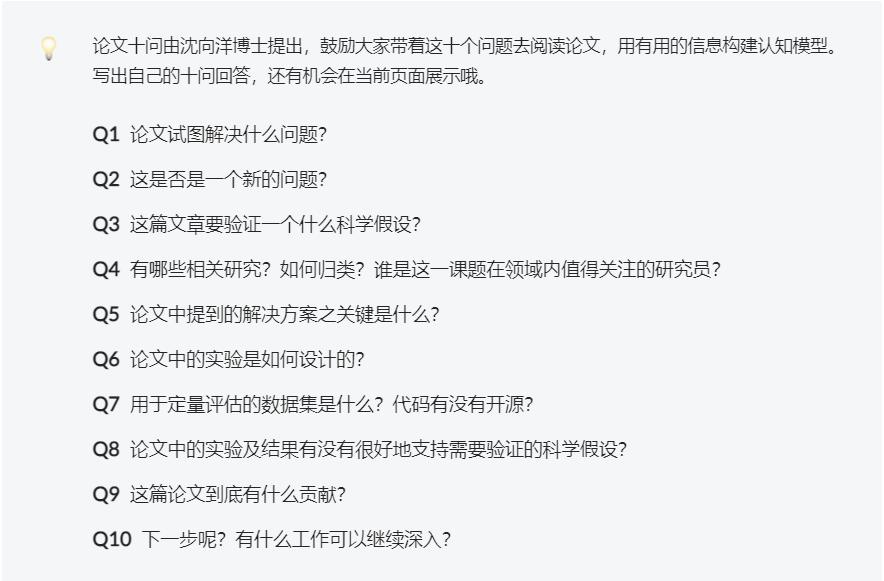 论文十问由沈向洋博士提出，鼓励大家带着这十个问题去阅读论文，用有用的信息构建认知模型。
写出自己的十问回答，还有机会在当前页面展示哦。
Q1 论文试图解决什么问题？
Q2 这是否是一个新的问题？
Q3 这篇文章要验证一个什么科学假设？
Q4 有哪些相关研究？如何归类？谁是这一课题在领域内值得关注的研究员？
Q5 论文中提到的解决方案之关键是什么？
Q6 论文中的实验是如何设计的？
Q7 用于定量评估的数据集是什么？代码有没有开源？
Q8 论文中的实验及结果有没有很好地支持需要验证的科学假设？
Q9 这篇论文到底有什么贡献？
Q10 下一步呢？有什么工作可以继续深入？